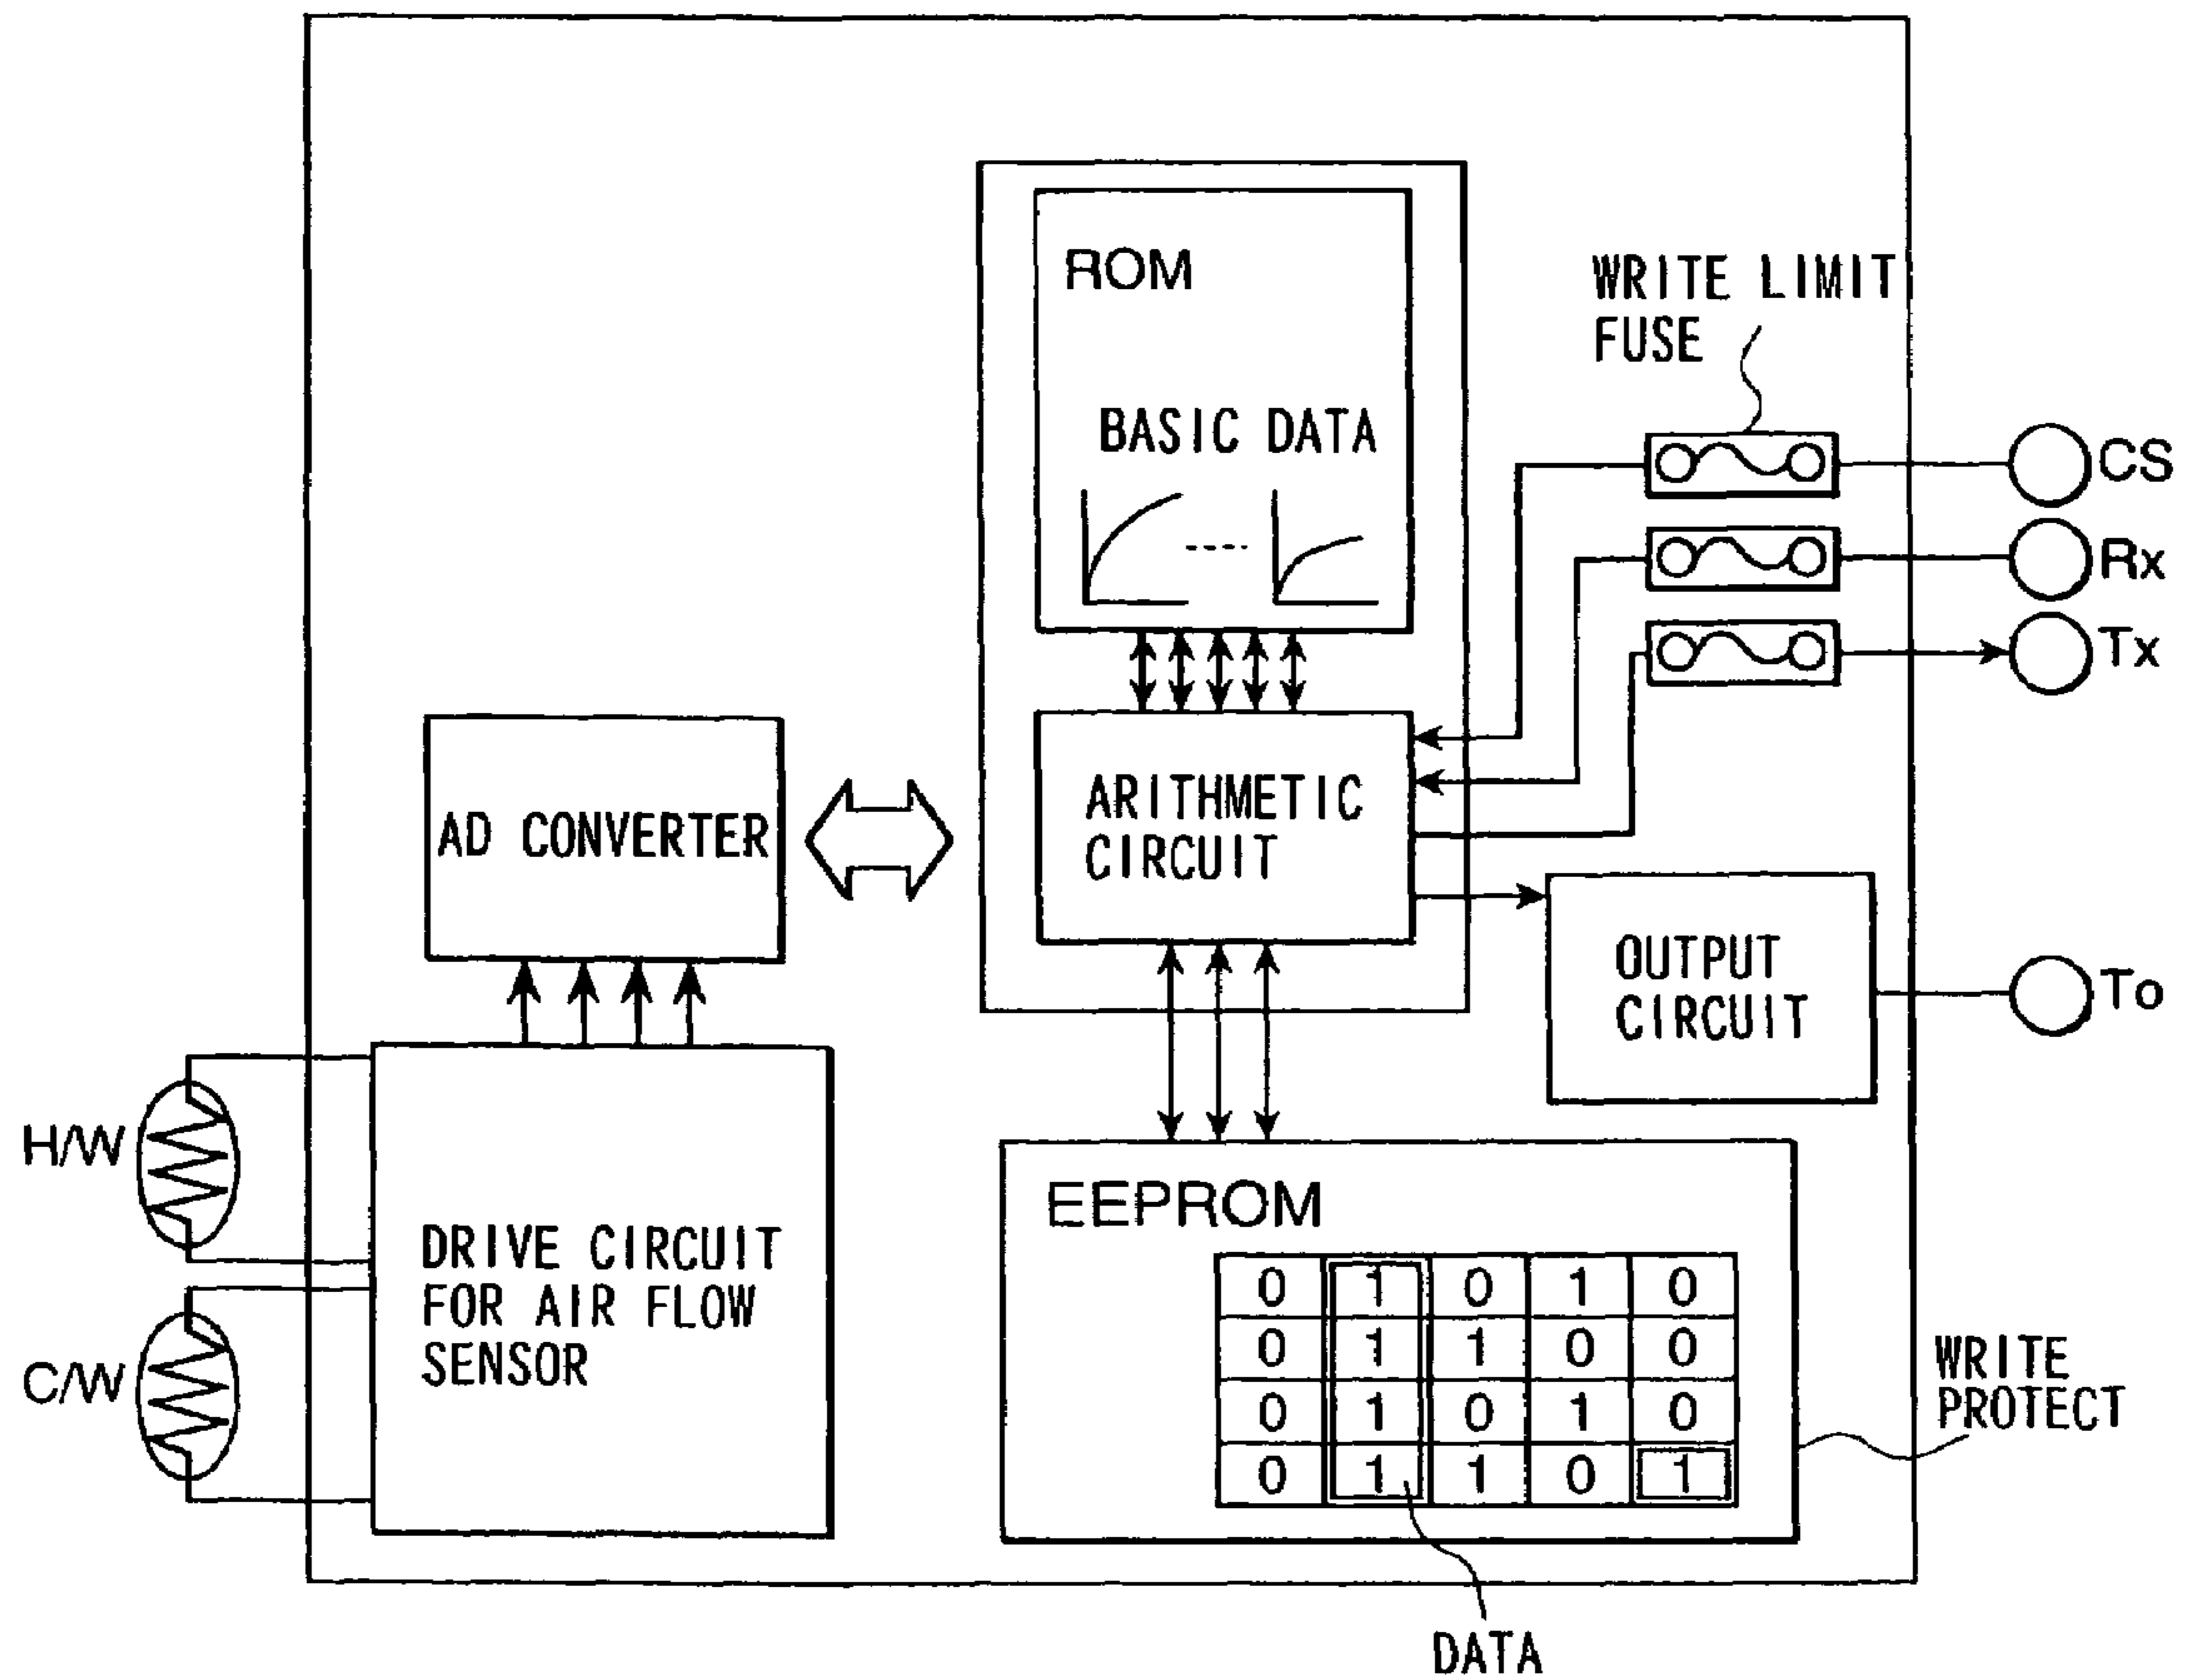 ROM
BASIC DATA
WRITE LIMIT
FUSE
CS
Rx
Tx
AD CONVERTER
ARITHMETIC
CIRCUIT
OUTPUT
CIRCUIT
To
H/W
C/W
DRIVE CIRCUIT
FOR AIR FLOW
SENSOR
EEPROM
0 1 0 1 0
0 1 1 0 0
0 1 0 1 0
0 1 1 0 1
WRITE
PROTECT
DATA